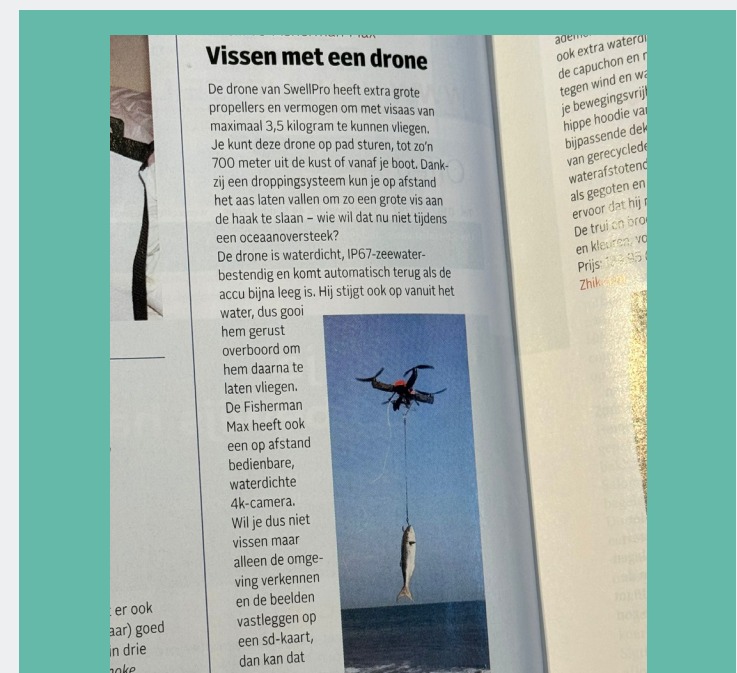 Vissen met een drone
De drone van SwellPro heeft extra grote
propellers en vermogen om met visaas van
maximaal 3,5 kilogram te kunnen vliegen.
Je kunt deze drone op pad sturen, tot zo'n
700 meter uit de kust of vanaf je boot. Dank-
zij een droppingsysteem kun je op afstand
het aas laten vallen om zo een grote vis aan
de haak te slaan – wie wil dat nu niet tijdens
een oceaanoversteek?
De drone is waterdicht, IP67-zeewater-
bestendig en komt automatisch terug als de
accu bijna leeg is. Hij stijgt ook op vanuit het
water, dus gooi
hem gerust
overboord om
hem daarna te
laten vliegen.
De Fisherman
Max heeft ook
een op afstand
bedienbare,
waterdichte
4k-camera.
Wil je dus niet
vissen maar
alleen de omge-
ving verkennen
en de beelden
vastleggen op
een sd-kaart,
dan kan dat
er ook
aar) goed
n drie
ook extra
de capuchon en
tegen wind en
je
hippe hoodie
bijpassende
van
als gegoten en
ervoor dat hij
De trui
en
Prijs: